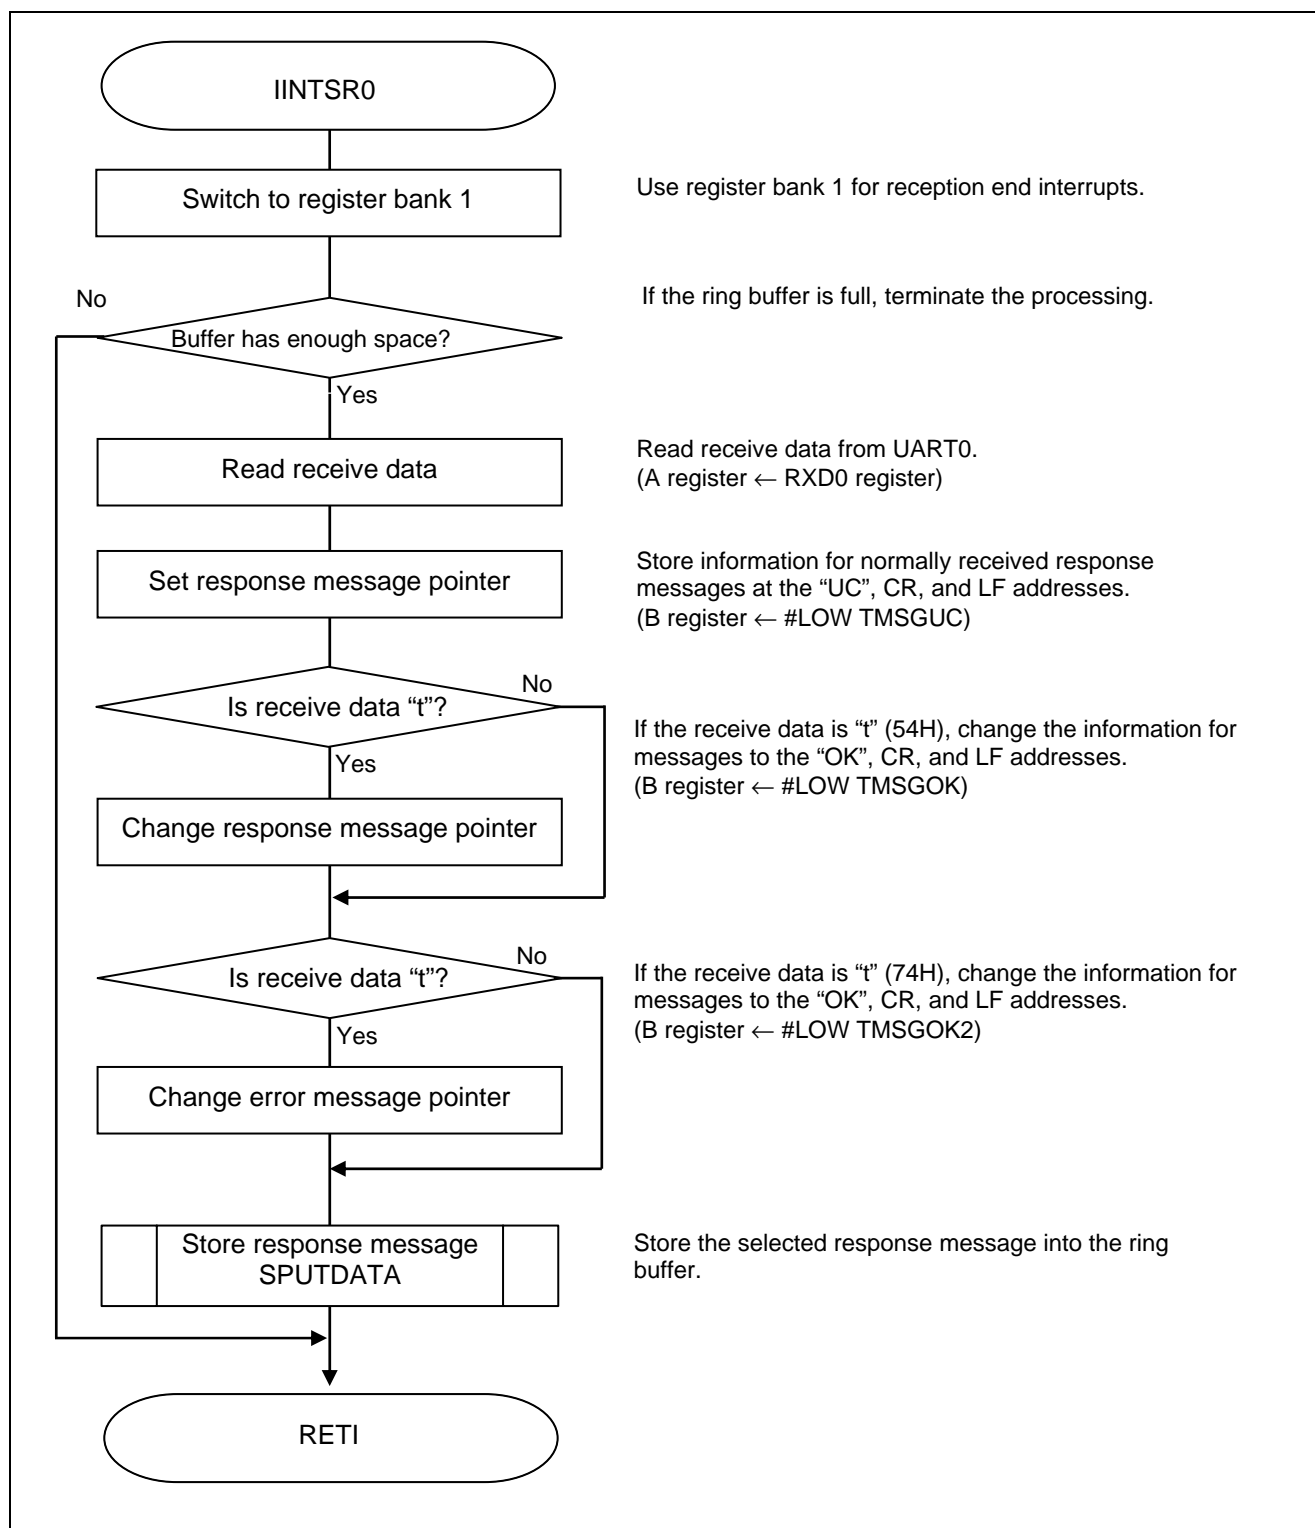 IINTSR0
Switch to register bank 1
Use register bank 1 for reception end interrupts.
No
If the ring buffer is full, terminate the processing.
Buffer has enough space?
Yes
Read receive data
Read receive data from UART0.
(A register ← RXD0 register)
Set response message pointer
Store information for normally received response
messages at the “UC”, CR, and LF addresses.
(B register ← #LOW TMSGUC)
Is receive data “t”?
No
Yes
If the receive data is “t” (54H), change the information for
messages to the “OK”, CR, and LF addresses.
(B register ← #LOW TMSGOK)
Change response message pointer
Is receive data “t”?
No
Yes
If the receive data is “t” (74H), change the information for
messages to the “OK”, CR, and LF addresses.
(B register ← #LOW TMSGOK2)
Change error message pointer
Store response message
SPUTDATA
Store the selected response message into the ring
buffer.
RETI